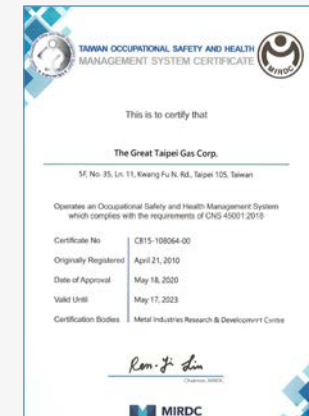 TAIWAN OCCUPATIONAL SAFETY AND HEALTH
MANAGEMENT SYSTEM CERTIFICATE
MIRDC
This is to certify that
The Great Taipei Gas Corp.
5F, No. 35, Ln. 11, Kwang Fu N. Rd., Taipei 105, Taiwan
Operates an Occupational Safety and Health Management System
which complies with the requirements of CNS 45001:2018
Certificate No CB15-108064-00
Originally Registered April 21, 2010
Date of Approval May 18, 2020
Valid Until May 17, 2023
Certification Bodies Metal Industries Research & Development Centre
Ren-Ji Lin
Chairman, MIRDC
MIRDC